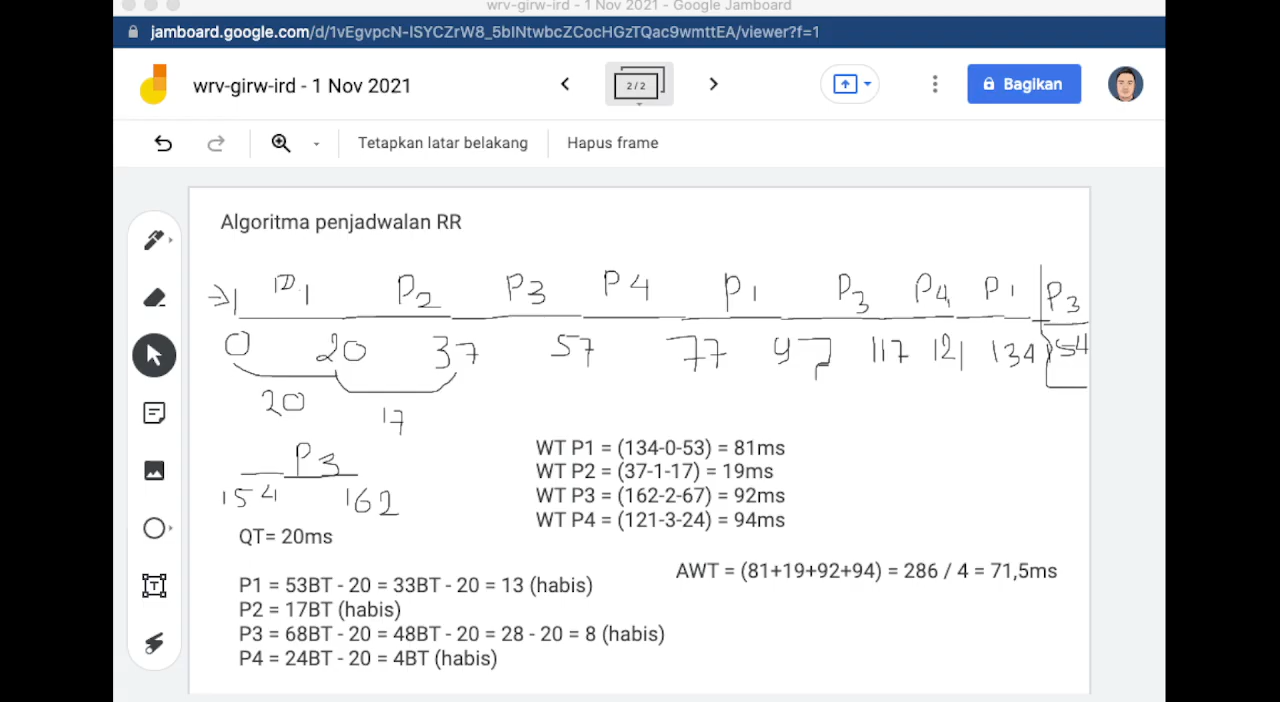 wrv-girw-ird - 1 Nov 2021 - Google Jamboard
jamboard.google.com/d/1vEgvpcN-lSYCZrW8_5bINtwbcZCocHGzTQac9wmttEA/viewer?f=1
wrv-girw-ird - 1 Nov 2021
2/2
Bagikan
Tetapkan latar belakang
Hapus frame
Algoritma penjadwalan RR
P1 P2 P3 P4 P1 P3 P4 P1 P3
0 20 37 57 77 97 117 121 134 154
20 17
P3
154 162
WT P1 = (134-0-53) = 81ms
WT P2 = (37-1-17) = 19ms
WT P3 = (162-2-67) = 92ms
WT P4 = (121-3-24) = 94ms
QT= 20ms
AWT = (81+19+92+94) = 286 / 4 = 71,5ms
P1 = 53BT - 20 = 33BT - 20 = 13 (habis)
P2 = 17BT (habis)
P3 = 68BT - 20 = 48BT - 20 = 28 - 20 = 8 (habis)
P4 = 24BT - 20 = 4BT (habis)